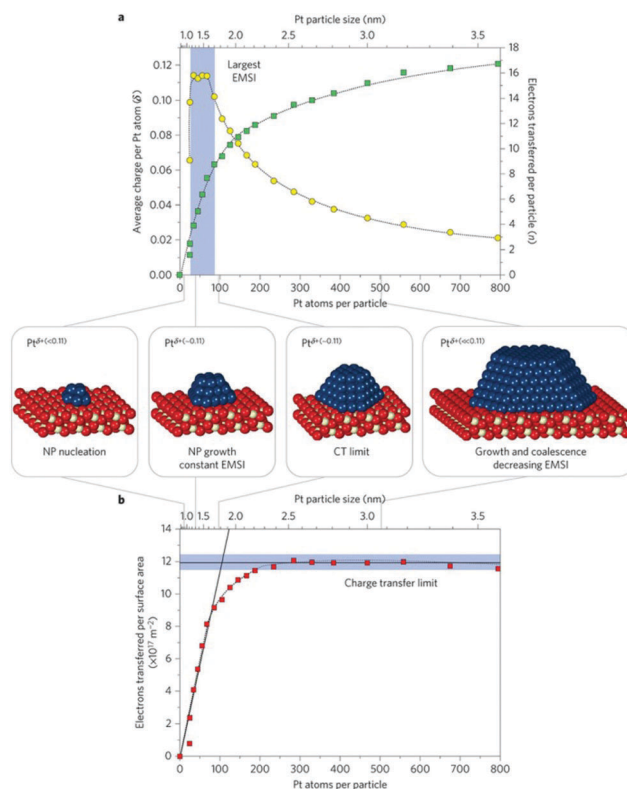 Pt particle size (nm)
a
1.0 1.5 2.0 2.5 3.0 3.5
Largest
EMSI
Average charge per Pt atom (Ø)
0.12
0.10
0.08
0.06
0.04
0.02
0.00
Electrons transferred per particle (n)
18
16
14
12
10
8
6
4
2
0
0 100 200 300 400 500 600 700 800
Pt atoms per particle
Ptδ+(<0.11)
NP nucleation
Ptδ+(~0.11)
NP growth
constant EMSI
Ptδ+(~0.11)
CT limit
Ptδ+(≪0.11)
Growth and coalescence
decreasing EMSI
b
Pt particle size (nm)
1.0 1.5 2.0 2.5 3.0 3.5
Electrons transferred per surface area
(×10¹⁷ m⁻²)
14
12
10
8
6
4
2
0
Charge transfer limit
0 100 200 300 400 500 600 700 800
Pt atoms per particle